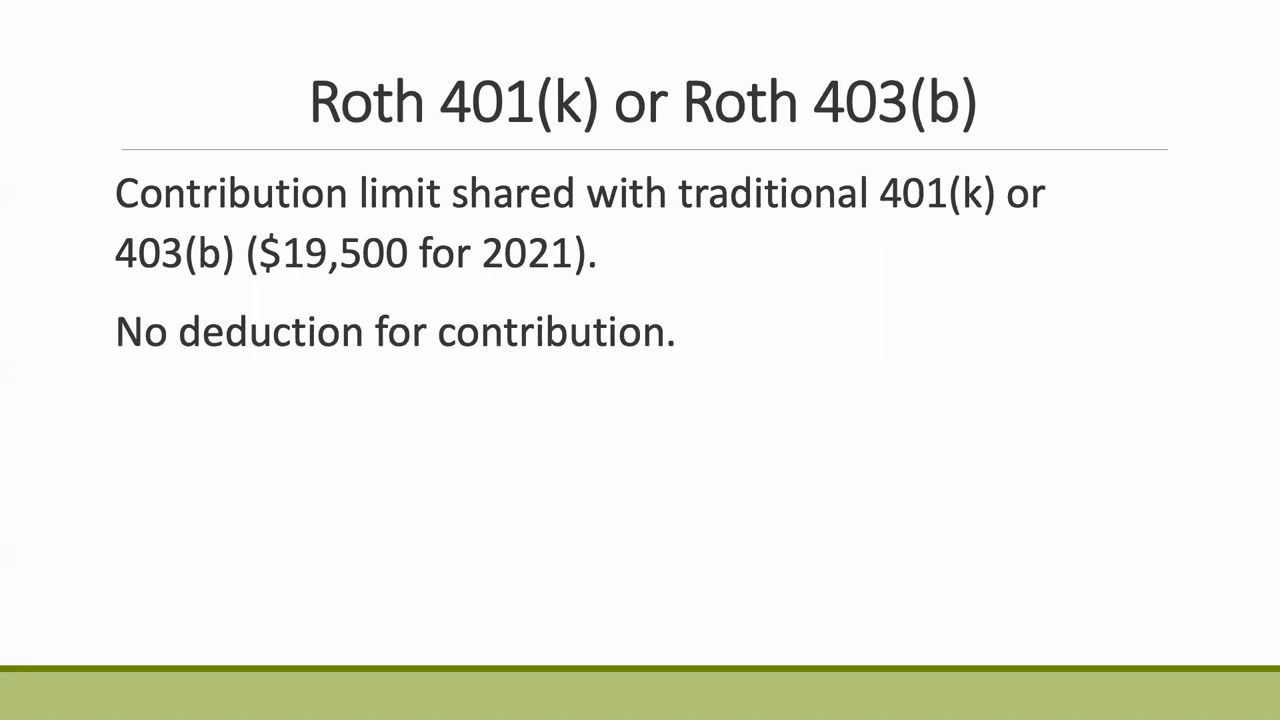 Roth 401(k) or Roth 403(b)
Contribution limit shared with traditional 401(k) or
403(b) ($19,500 for 2021).
No deduction for contribution.